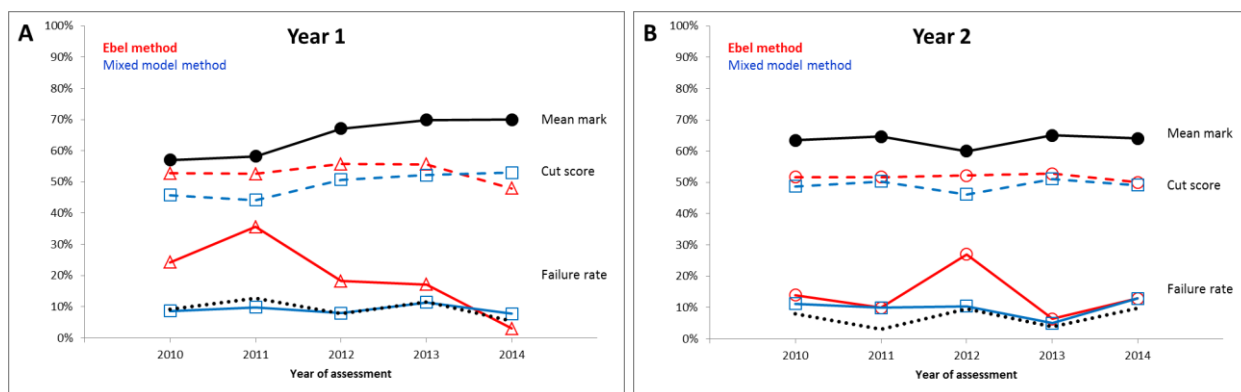 A
Year 1
Ebel method
Mixed model method
100%
90%
80%
70%
60%
50%
40%
30%
20%
10%
0%
Mean mark
Cut score
Failure rate
2010 2011 2012 2013 2014
Year of assessment
B
Year 2
Ebel method
Mixed model method
100%
90%
80%
70%
60%
50%
40%
30%
20%
10%
0%
Mean mark
Cut score
Failure rate
2010 2011 2012 2013 2014
Year of assessment